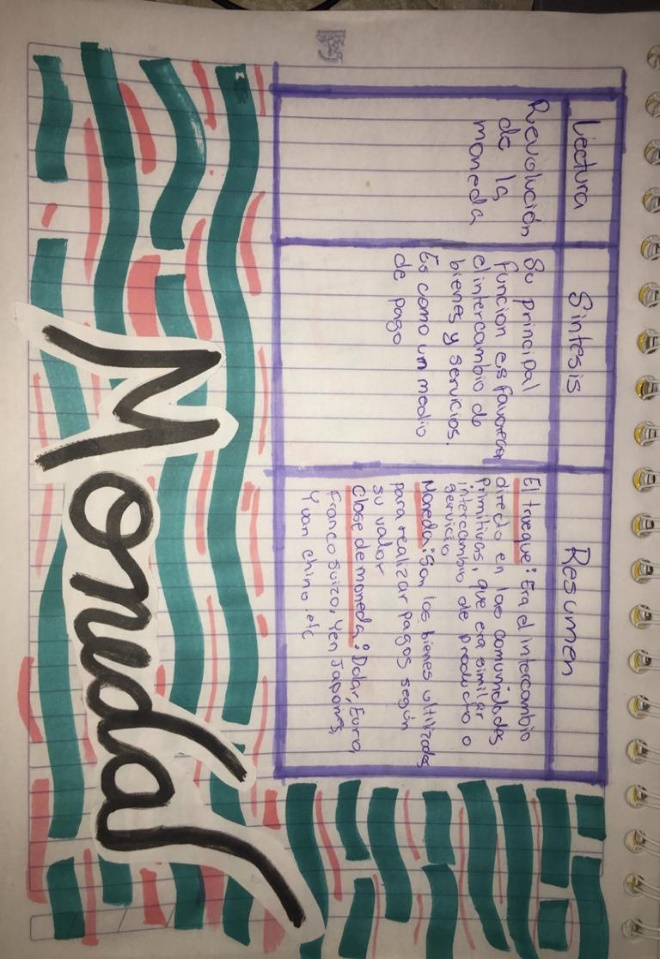 Lectura
Sintesis
Resumen
Revolución
de la
moneda
Su principal
función es favorecer
el intercambio de
bienes y servicios.
Es como un medio
de pago
El trueque: Era el intercambio
directo en las comunidades
primitivas, que era similar
intercambio de producto o
servicio
Moneda: Son los bienes utilizados
para realizar pagos según
su valor
Clase de moneda: Dolar, Euro,
Franco suizo, Yen Japones,
Yuan chino, etc
Moneda